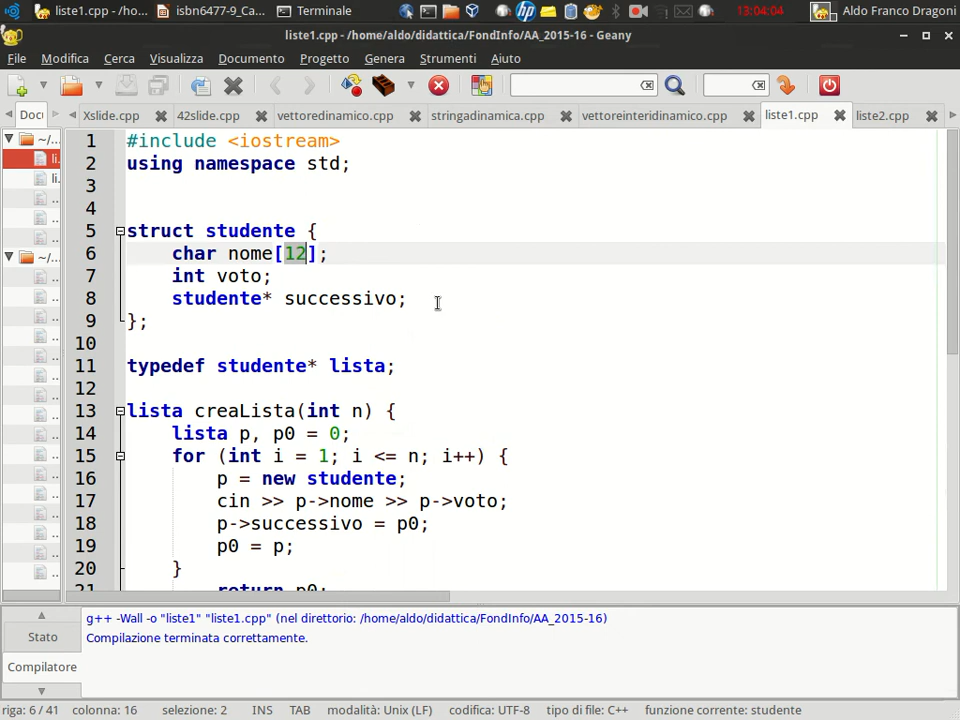 liste1.cpp - /ho...
isbn6477-9_Ca...
Terminale
13:04:04
Aldo Franco Dragoni
liste1.cpp - /home/aldo/didattica/FondInfo/AA_2015-16 - Geany
File Modifica Cerca Visualizza Documento Progetto Genera Strumenti Aiuto
Docu
Xslide.cpp 42slide.cpp vettoredinamico.cpp stringadinamica.cpp vettoreinteridinamico.cpp liste1.cpp liste2.cpp
~/...
li.
li.
~/...
1 #include <iostream>
2 using namespace std;
3
4
5 struct studente {
6 char nome[12];
7 int voto;
8 studente* successivo;
9 };
10
11 typedef studente* lista;
12
13 lista creaLista(int n) {
14 lista p, p0 = 0;
15 for (int i = 1; i <= n; i++) {
16 p = new studente;
17 cin >> p->nome >> p->voto;
18 p->successivo = p0;
19 p0 = p;
20 }
21 return p0;
Stato
Compilatore
g++ -Wall -o "liste1" "liste1.cpp" (nel direttorio: /home/aldo/didattica/FondInfo/AA_2015-16)
Compilazione terminata correttamente.
riga: 6 / 41 colonna: 16 selezione: 2 INS TAB modalità: Unix (LF) codifica: UTF-8 tipo di file: C++ funzione corrente: studente